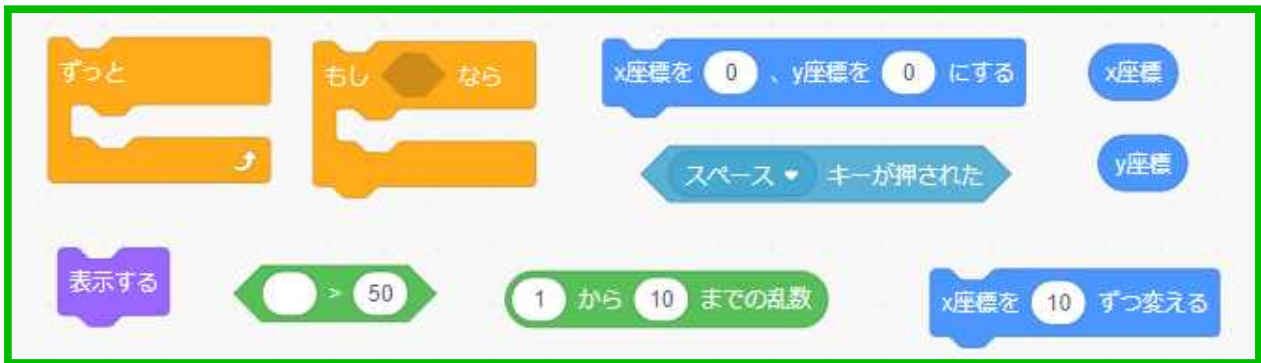 ずっと
もし なら
x座標を 0 、y座標を 0 にする
x座標
スペース キーが押された
y座標
表示する
> 50
1 から 10 までの乱数
x座標を 10 ずつ変える